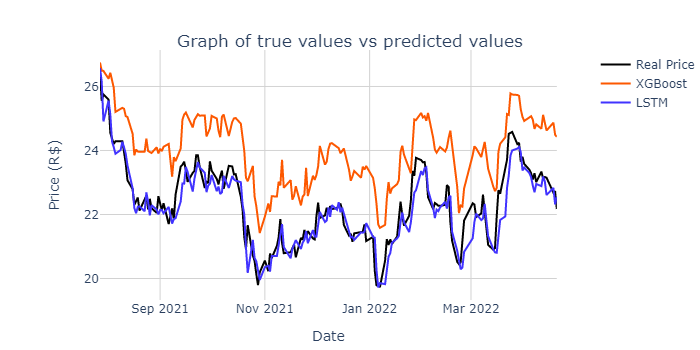 Graph of true values vs predicted values
Real Price
XGBoost
LSTM
Price (R$)
26
24
22
20
Sep 2021
Nov 2021
Jan 2022
Mar 2022
Date